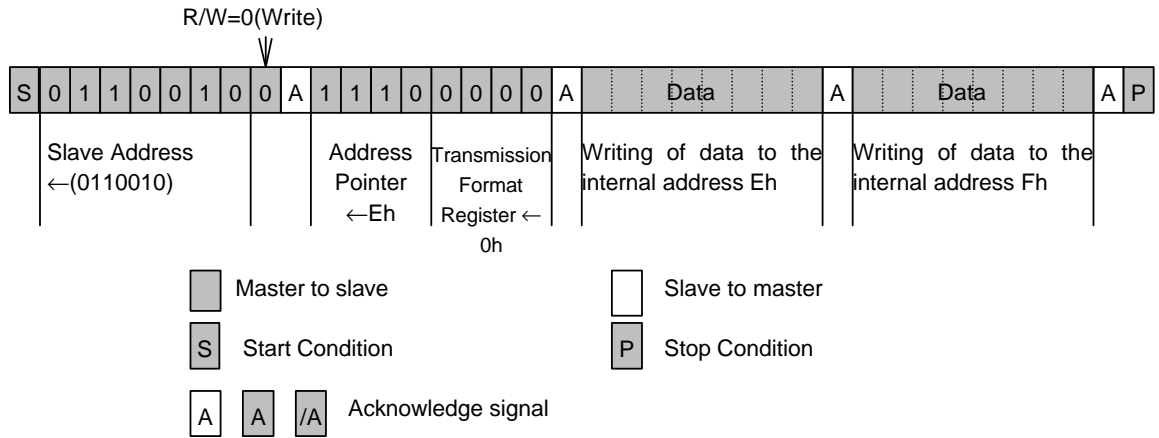 R/W=0(Write)
S 0 1 1 0 0 1 0 0 A 1 1 1 0 0 0 0 0 A Data A Data A P
Slave Address
←(0110010)
Address
Pointer
←Eh
Transmission
Format
Register ←
0h
Writing of data to the
internal address Eh
Writing of data to the
internal address Fh
Master to slave
Slave to master
S Start Condition
P Stop Condition
A A /A Acknowledge signal